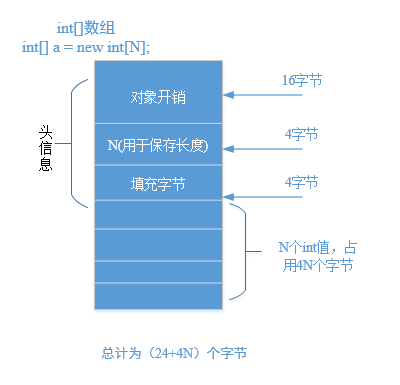 int[]数组
int[] a = new int[N];
对象开销
16字节
N(用于保存长度)
4字节
填充字节
4字节
头信息
N个int值，占
用4N个字节
总计为（24+4N）个字节